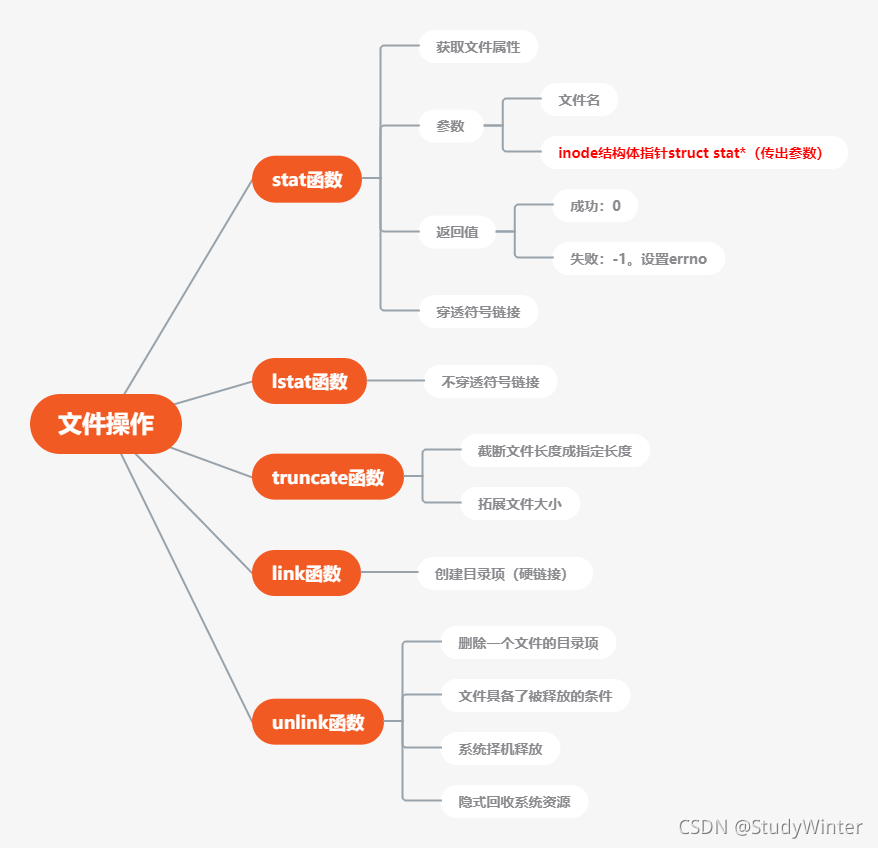 文件操作
stat函数
获取文件属性
参数
文件名
inode结构体指针struct stat*（传出参数）
返回值
成功：0
失败：-1。设置errno
穿透符号链接
lstat函数
不穿透符号链接
truncate函数
截断文件长度成指定长度
拓展文件大小
link函数
创建目录项（硬链接）
unlink函数
删除一个文件的目录项
文件具备了被释放的条件
系统择机释放
隐式回收系统资源
CSDN @StudyWinter